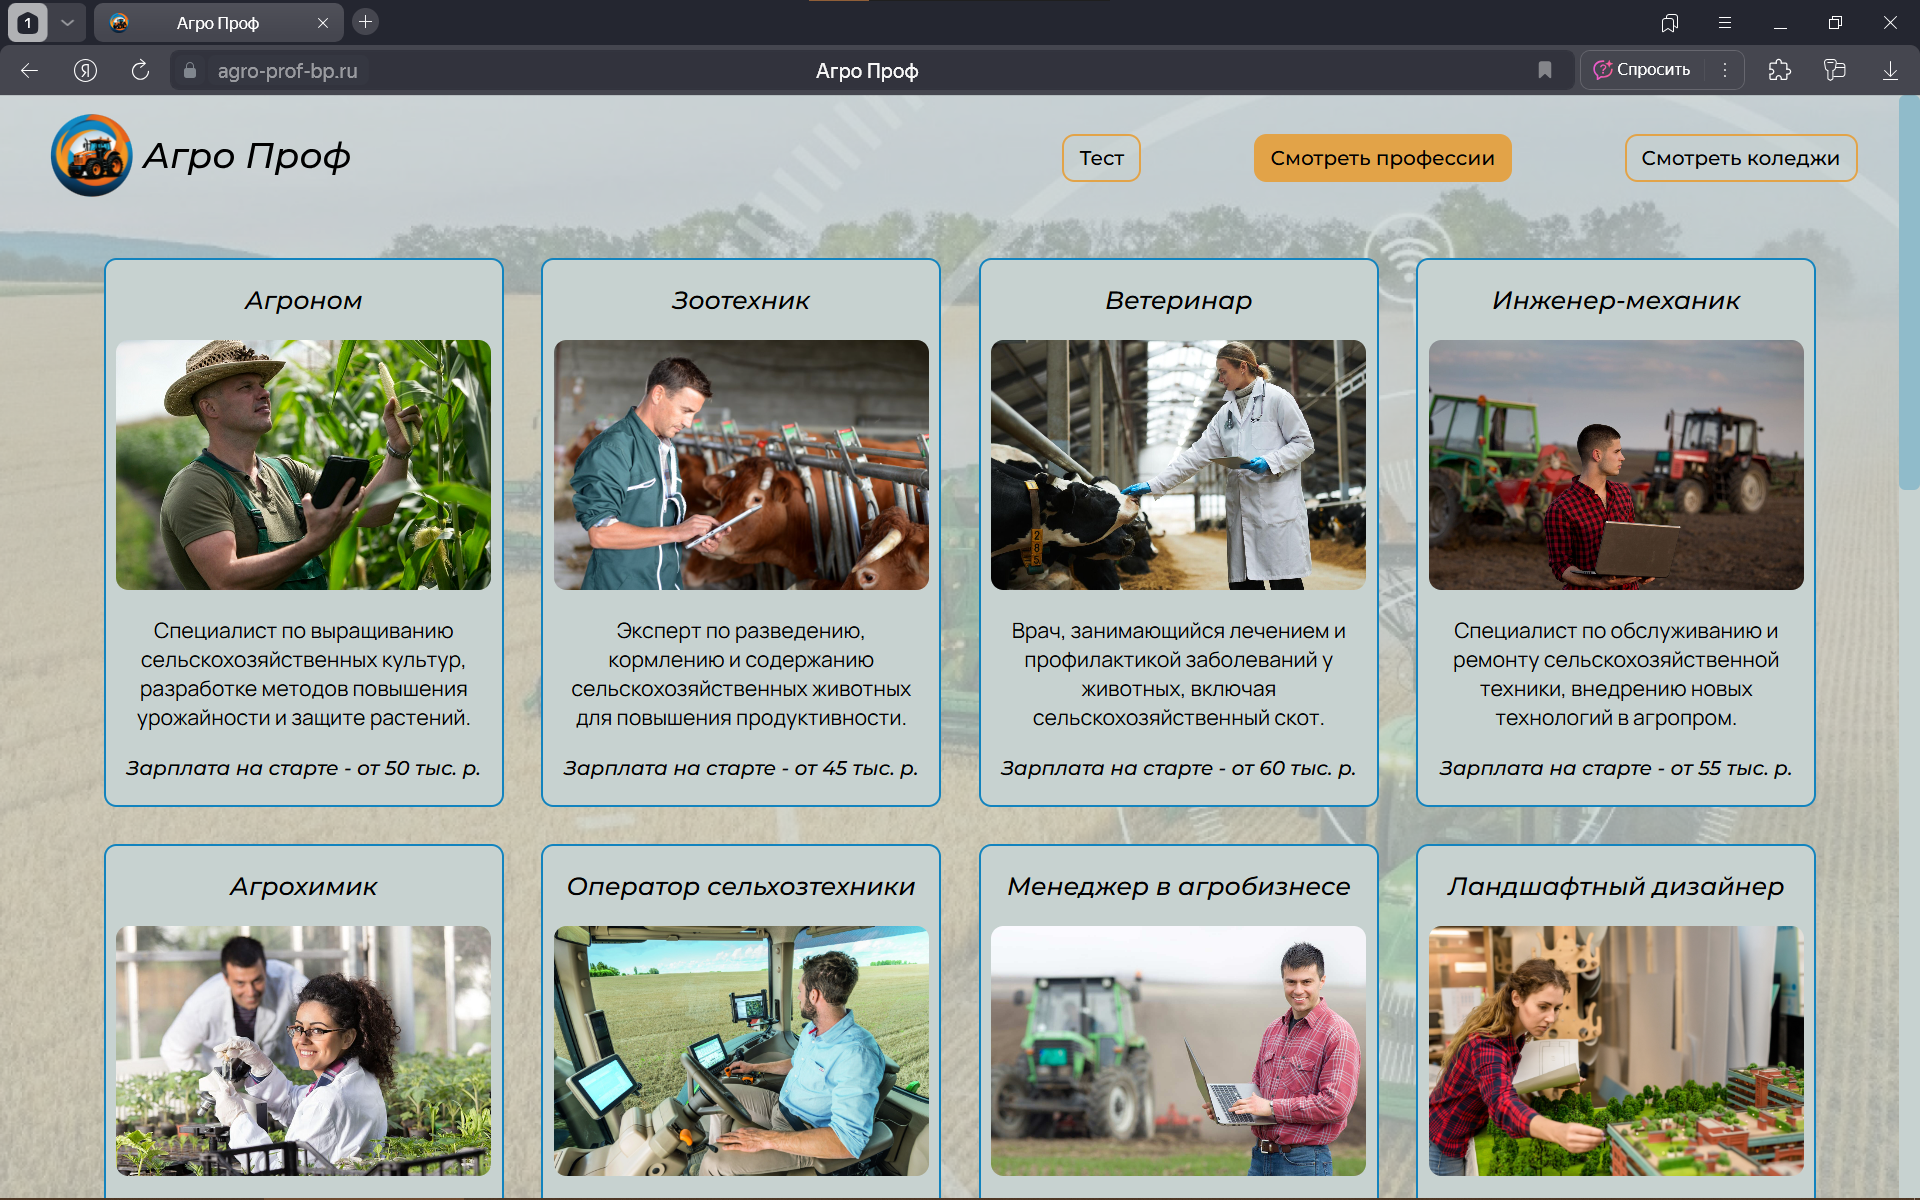 1
Агро Проф
agro-prof-bp.ru
Агро Проф
Спросить
Агро Проф
Тест
Смотреть профессии
Смотреть коледжи
Агроном
Специалист по выращиванию
сельскохозяйственных культур,
разработке методов повышения
урожайности и защите растений.
Зарплата на старте - от 50 тыс. р.
Зоотехник
Эксперт по разведению,
кормлению и содержанию
сельскохозяйственных животных
для повышения продуктивности.
Зарплата на старте - от 45 тыс. р.
Ветеринар
Врач, занимающийся лечением и
профилактикой заболеваний у
животных, включая
сельскохозяйственный скот.
Зарплата на старте - от 60 тыс. р.
Инженер-механик
Специалист по обслуживанию и
ремонту сельскохозяйственной
техники, внедрению новых
технологий в агропром.
Зарплата на старте - от 55 тыс. р.
Агрохимик
Оператор сельхозтехники
Менеджер в агробизнесе
Ландшафтный дизайнер